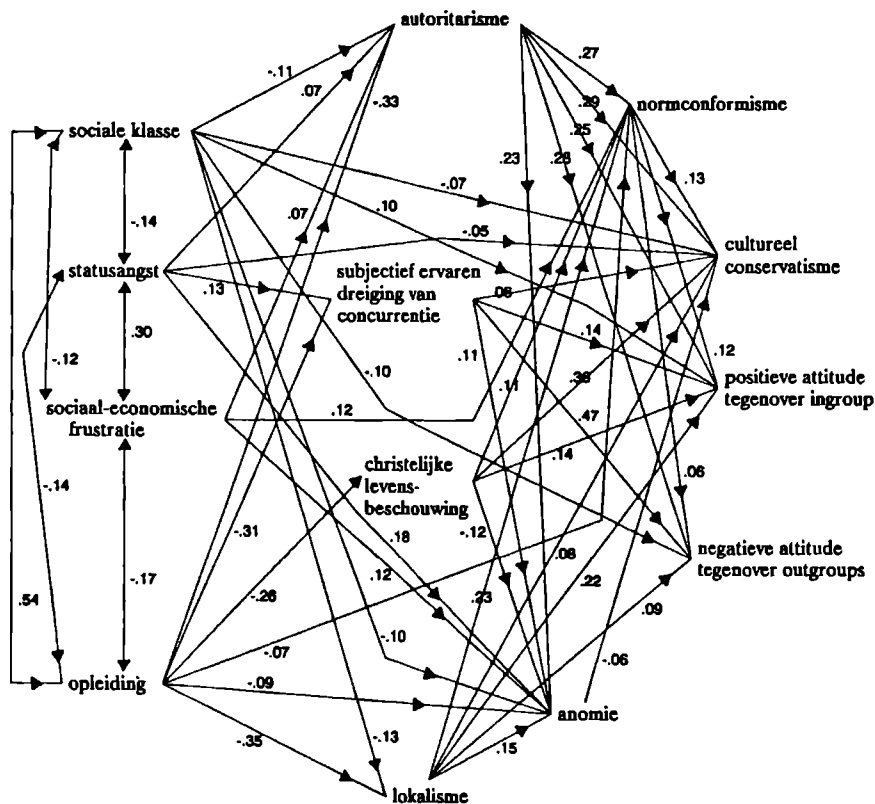 autoritarisme
.27
-.11
.07
-.33
.29
normconformisme
.25
sociale klasse
.23
.28
-.07
.13
.10
.07
-.14
-.05
cultureel
conservatisme
statusangst
subjectief ervaren
dreiging van
concurrentie
.13
.06
.30
.14
.11
.12
-.12
-.10
.11
.36
positieve attitude
tegenover ingroup
sociaal-economische
frustratie
.12
.47
.14
christelijke
levens-
beschouwing
.06
-.14
-.31
.18
-.12
negatieve attitude
tegenover outgroups
.08
-.17
.12
.22
-.26
.23
.09
.54
-.07
-.10
-.06
opleiding
-.09
anomie
-.35
-.13
.15
lokalisme